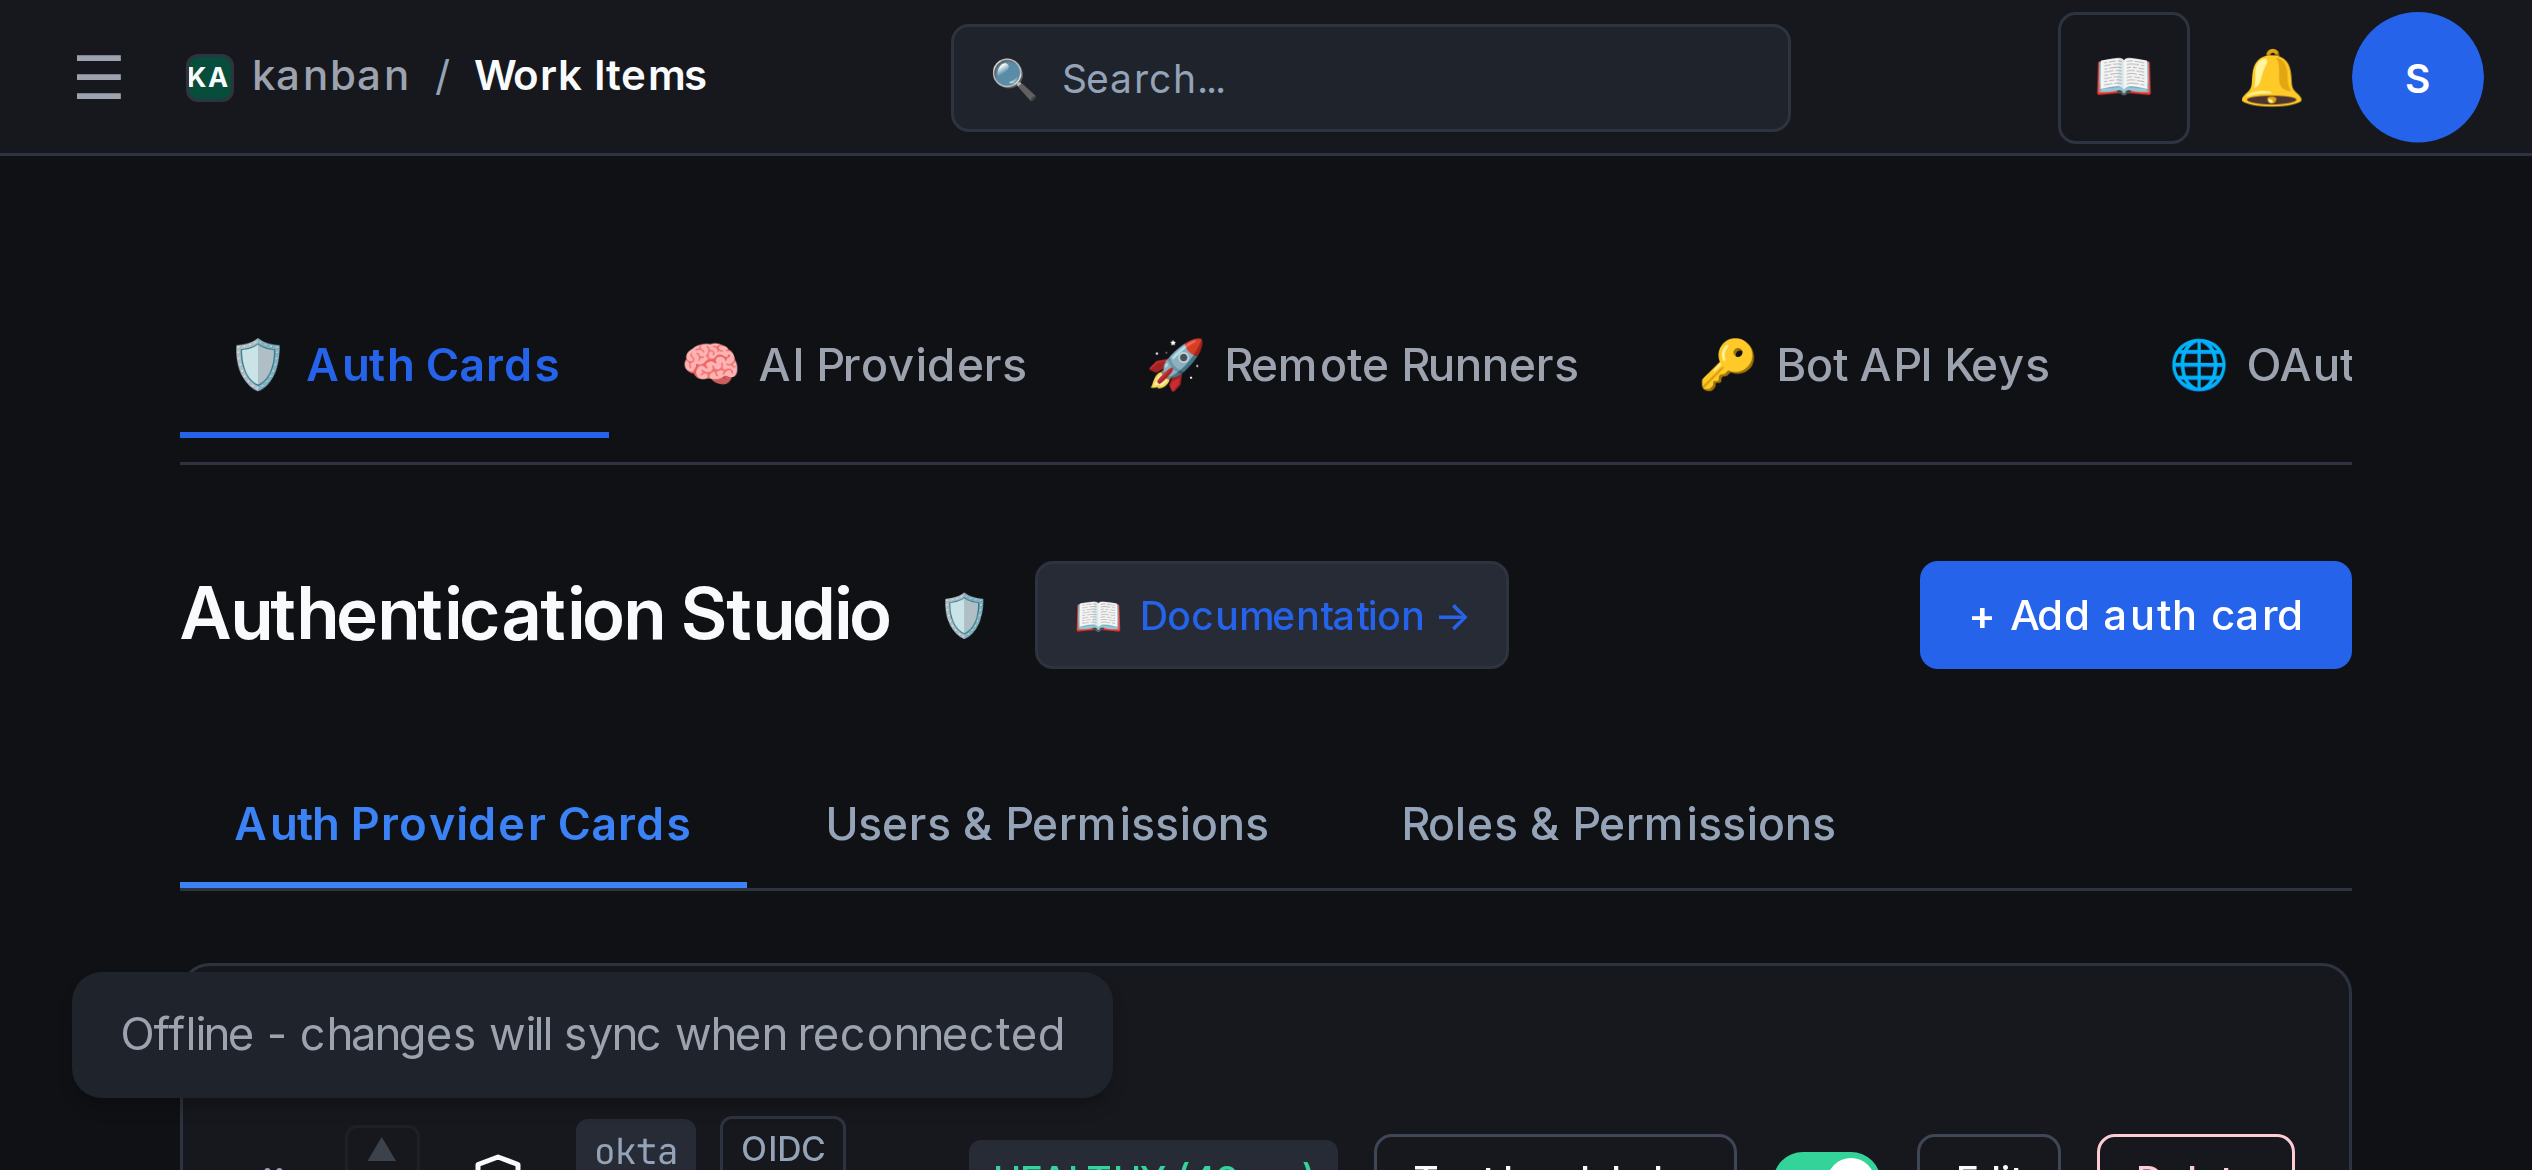 KA kanban / Work Items
Search...
S
Auth Cards
AI Providers
Remote Runners
Bot API Keys
OAut
Authentication Studio
Documentation →
+ Add auth card
Auth Provider Cards
Users & Permissions
Roles & Permissions
Offline - changes will sync when reconnected
okta
OIDC